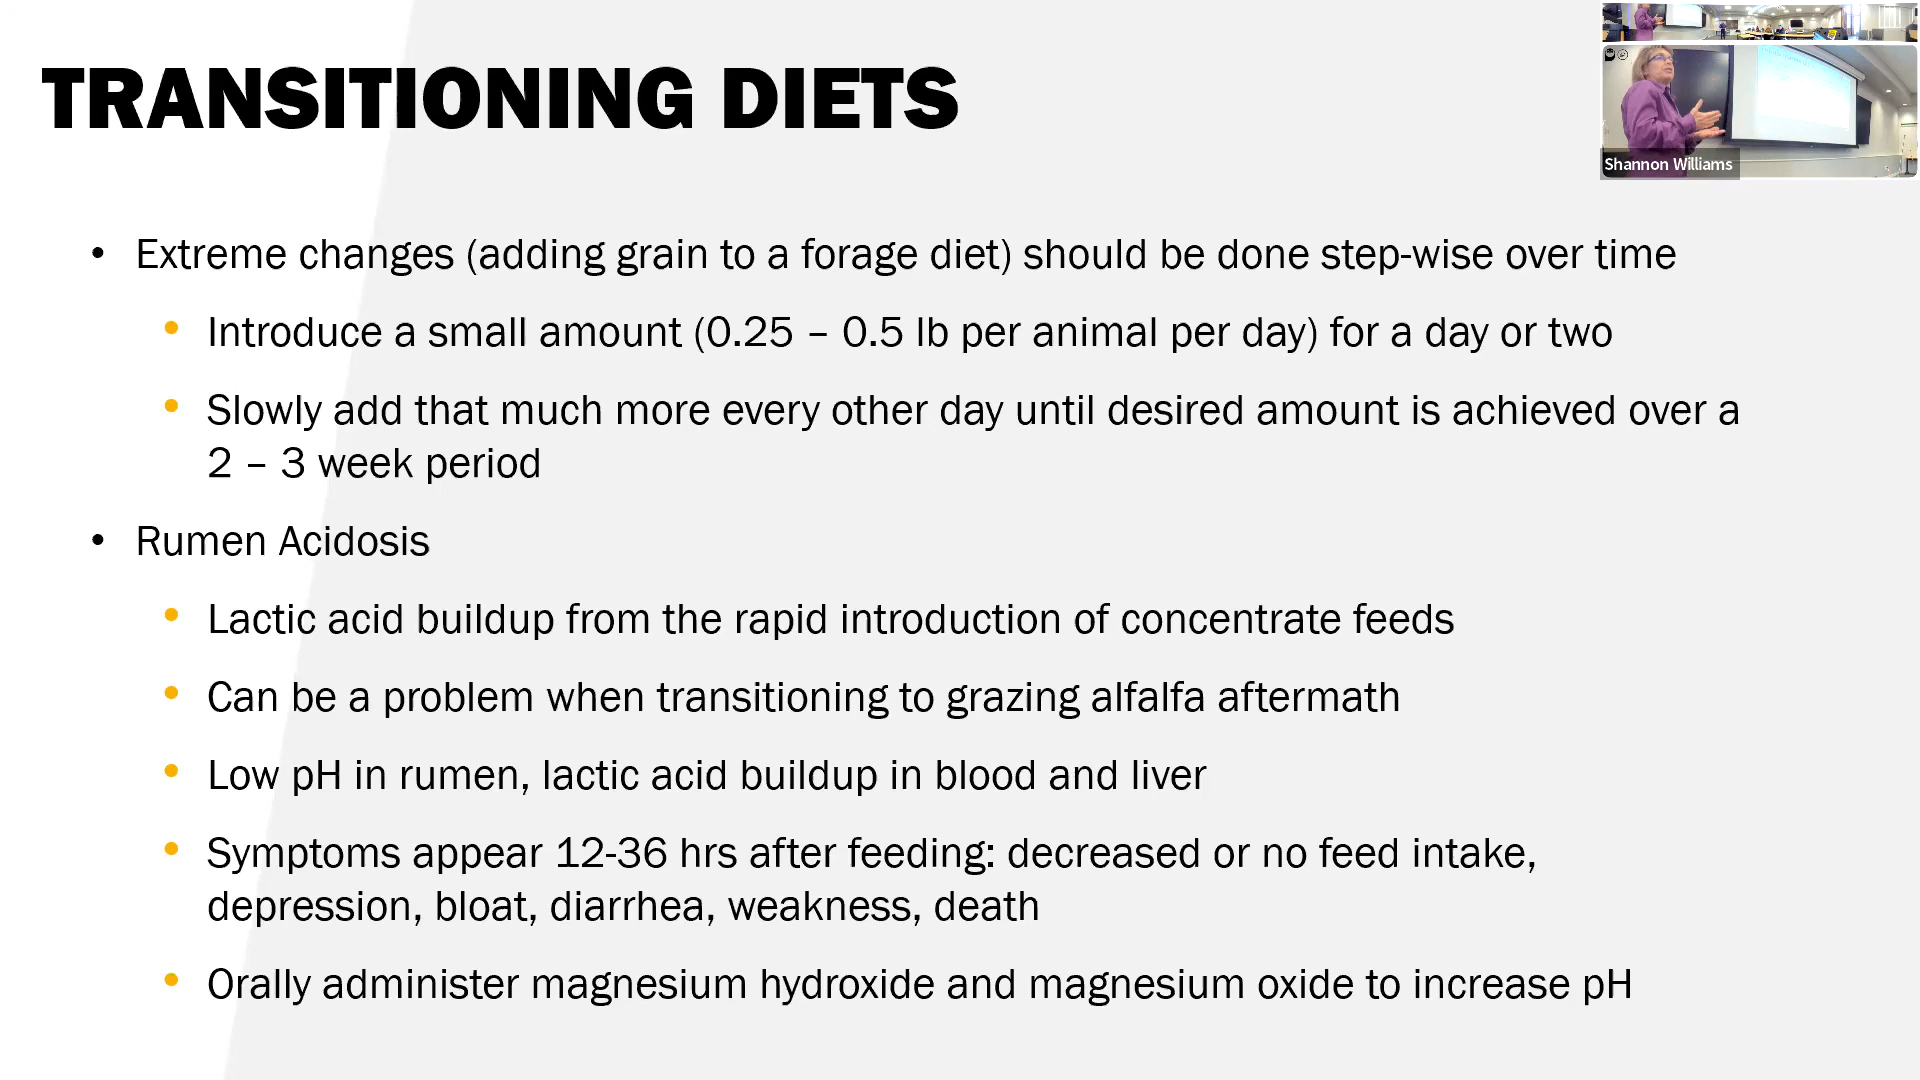 TRANSITIONING DIETS
Shannon Williams
• Extreme changes (adding grain to a forage diet) should be done step-wise over time
• Introduce a small amount (0.25 – 0.5 lb per animal per day) for a day or two
• Slowly add that much more every other day until desired amount is achieved over a
2 – 3 week period
• Rumen Acidosis
• Lactic acid buildup from the rapid introduction of concentrate feeds
• Can be a problem when transitioning to grazing alfalfa aftermath
• Low pH in rumen, lactic acid buildup in blood and liver
• Symptoms appear 12-36 hrs after feeding: decreased or no feed intake,
depression, bloat, diarrhea, weakness, death
• Orally administer magnesium hydroxide and magnesium oxide to increase pH